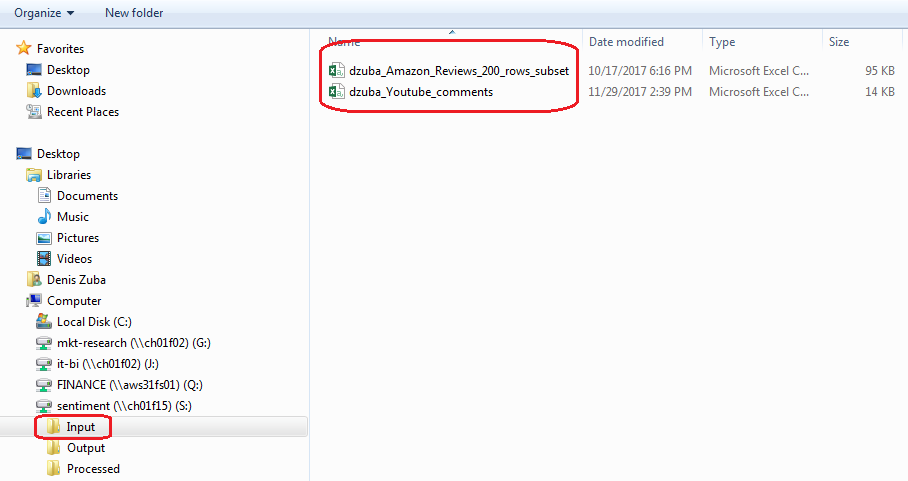 Organize New folder
Favorites
Desktop
Downloads
Recent Places
Desktop
Libraries
Documents
Music
Pictures
Videos
Denis Zuba
Computer
Local Disk (C:)
mkt-research (\\ch01f02) (G:)
it-bi (\\ch01f02) (J:)
FINANCE (\\aws31fs01) (Q:)
sentiment (\\ch01f15) (S:)
Input
Output
Processed
Name Date modified Type Size
dzuba_Amazon_Reviews_200_rows_subset 10/17/2017 6:16 PM Microsoft Excel C... 95 KB
dzuba_Youtube_comments 11/29/2017 2:39 PM Microsoft Excel C... 14 KB